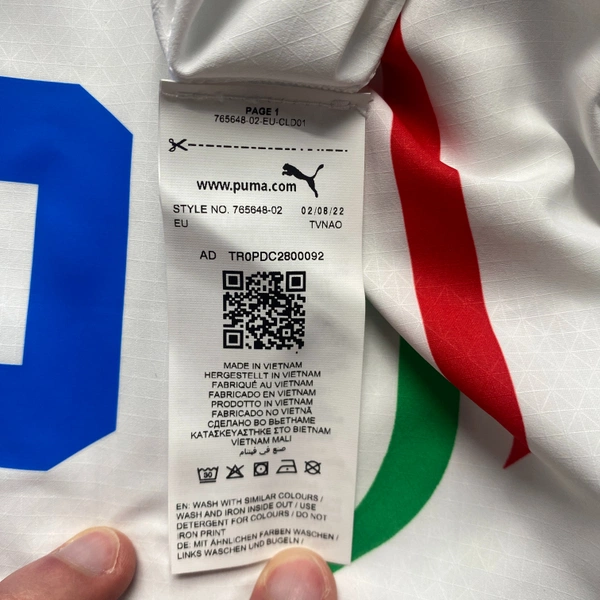 PAGE 1
765648-02-EU-CLD01
www.puma.com
STYLE NO. 765648-02 02/08/22
EU TVNAO
AD TR0PDC2800092
MADE IN VIETNAM
HERGESTELLT IN VIETNAM
FABRIQUÉ AU VIETNAM
FABRICADO EN VIETNAM
PRODOTTO IN VIETNAM
FABRICADO NO VIETNÃ
СДЕЛАНО ВО ВЬЕТНАМЕ
ΚΑΤΑΣΚΕΥΑΣΤΗΚΕ ΣΤΟ ΒΙΕΤΝΑΜ
VIETNAM MALI
صنع في فيتنام
EN: WASH WITH SIMILAR COLOURS /
WASH AND IRON INSIDE OUT / USE
DETERGENT FOR COLOURS / DO NOT
IRON PRINT
DE: MIT ÄHNLICHEN FARBEN WASCHEN /
LINKS WASCHEN UND BÜGELN /